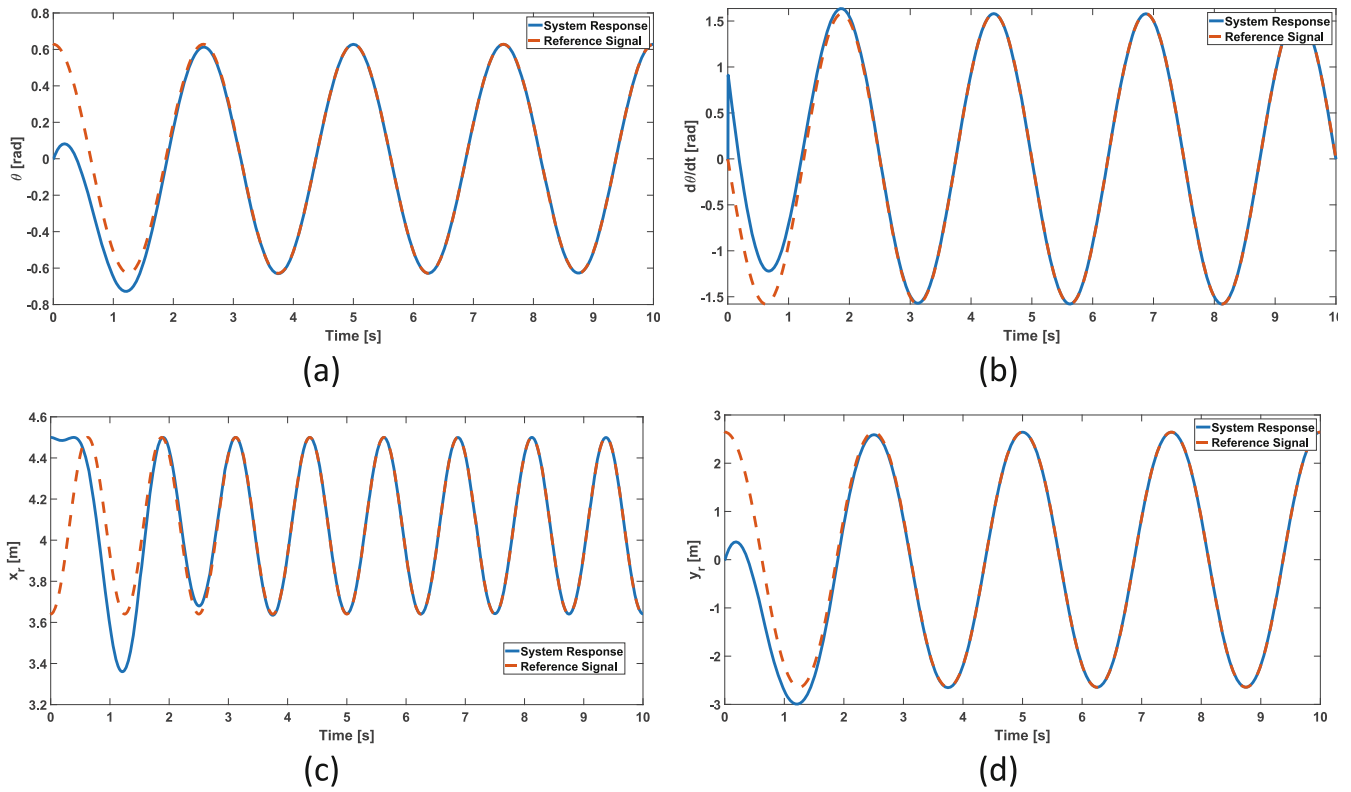 System Response
Reference Signal
0.8
0.6
0.4
0.2
0
-0.2
-0.4
-0.6
-0.8
θ [rad]
0 1 2 3 4 5 6 7 8 9 10
Time [s]
(a)
System Response
Reference Signal
1.5
1
0.5
0
-0.5
-1
-1.5
dθ/dt [rad]
0 1 2 3 4 5 6 7 8 9
Time [s]
(b)
4.6
4.4
4.2
4
3.8
3.6
3.4
3.2
x_r [m]
System Response
Reference Signal
0 1 2 3 4 5 6 7 8 9 10
Time [s]
(c)
System Response
Reference Signal
3
2
1
0
-1
-2
-3
y_r [m]
0 1 2 3 4 5 6 7 8 9 10
Time [s]
(d)